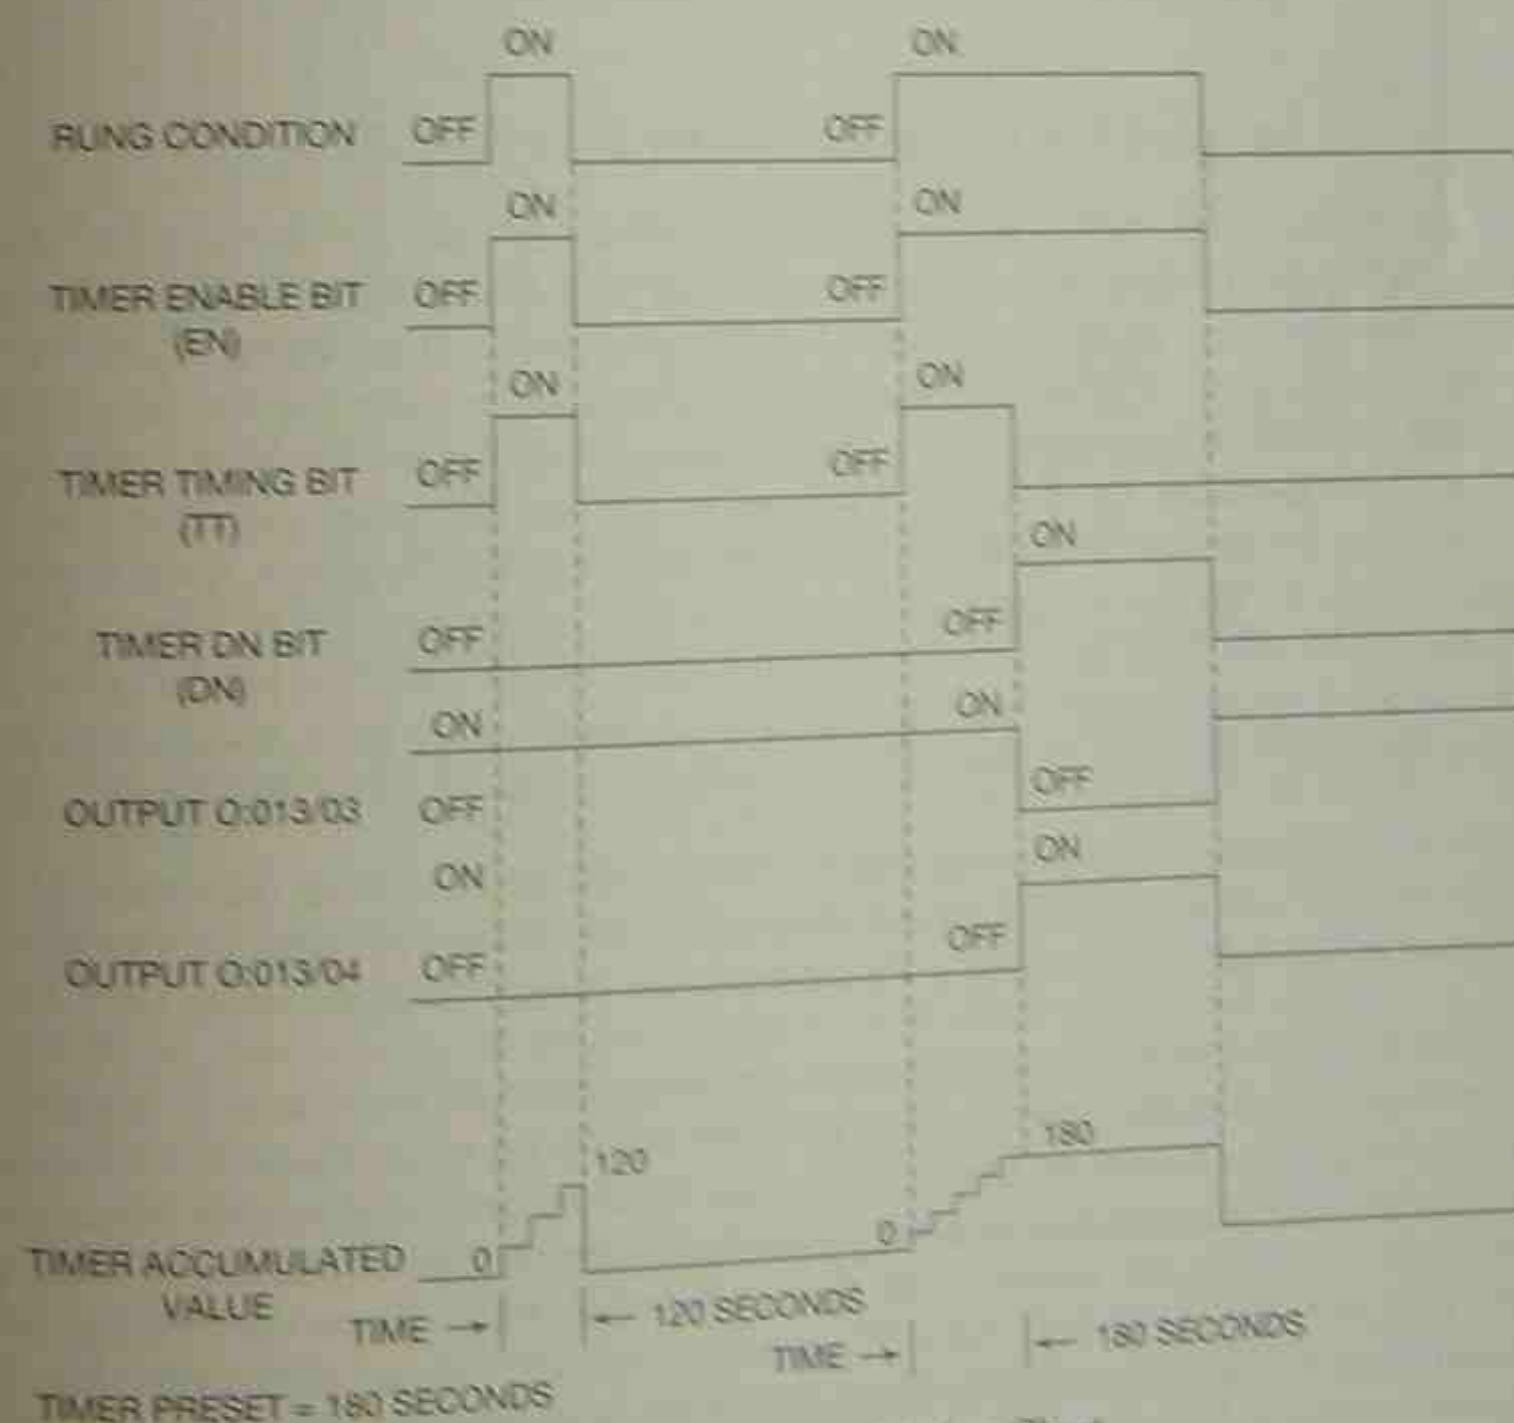 ON ON
RUNG CONDITION OFF OFF
ON ON
TIMER ENABLE BIT OFF OFF
(EN)
ON ON
TIMER TIMING BIT OFF OFF
(TT)
ON
TIMER DN BIT OFF OFF
(DN)
ON ON
OFF
OUTPUT O:013/03 OFF
ON
ON
OFF
OUTPUT O:013/04 OFF
180
120
0
TIMER ACCUMULATED 0
VALUE
TIME → ← 120 SECONDS
TIME → ← 180 SECONDS
TIMER PRESET = 180 SECONDS